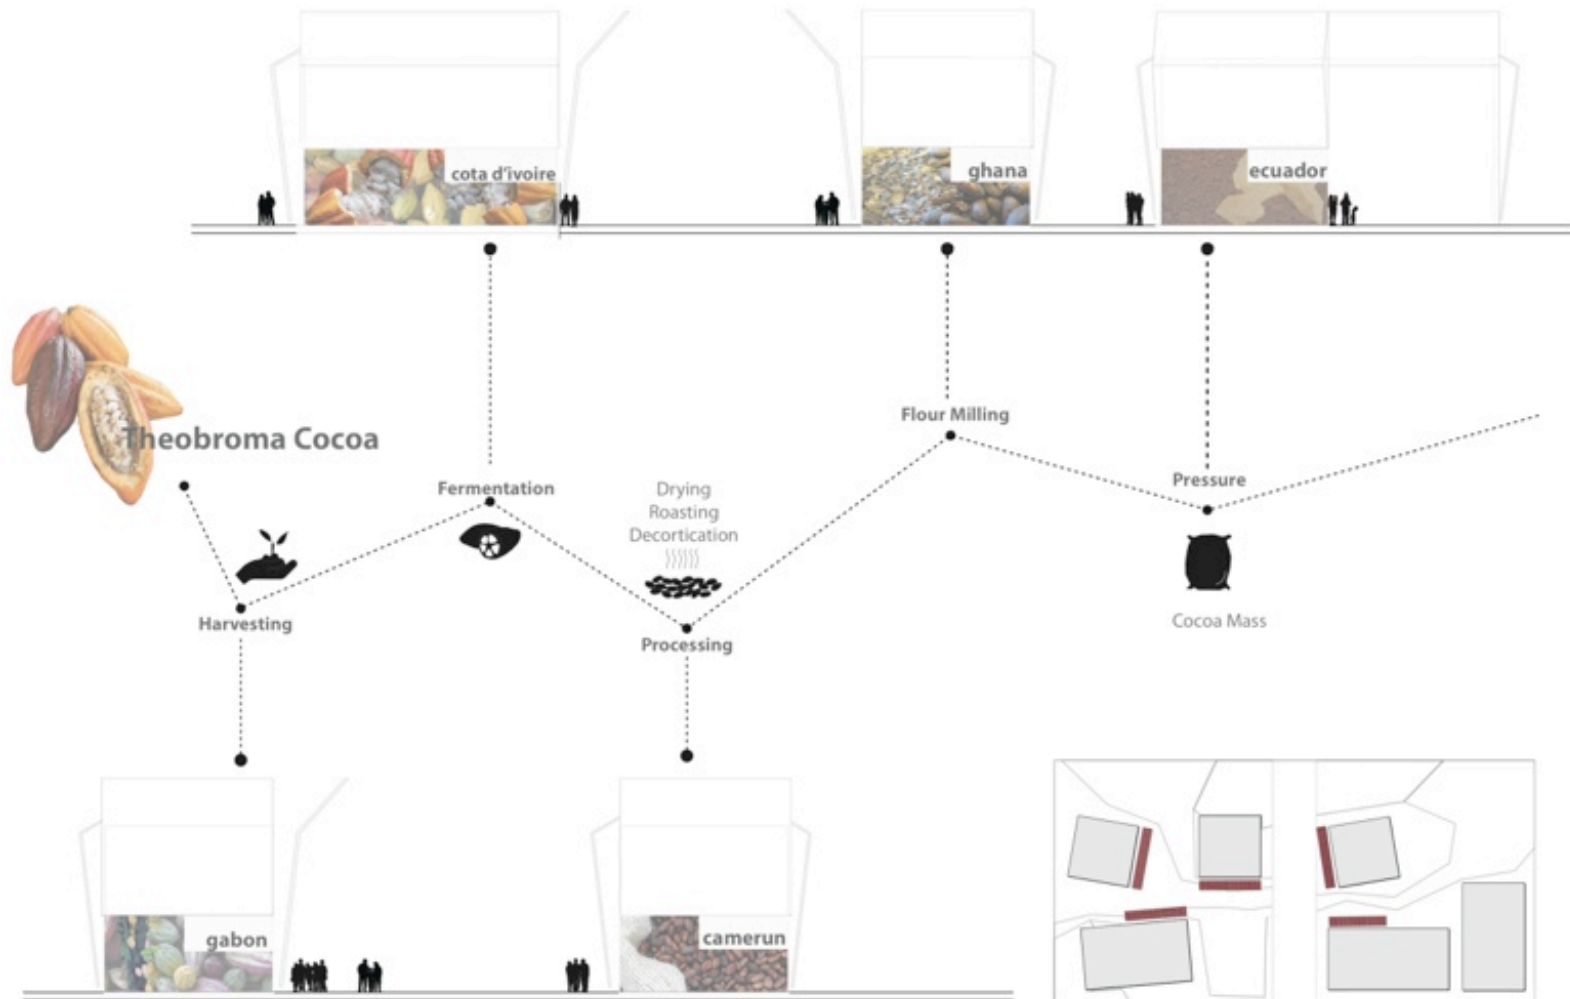 cota d'ivoire
ghana
ecuador
Theobroma Cocoa
Flour Milling
Fermentation
Drying
Roasting
Decortication
Pressure
Harvesting
Processing
Cocoa Mass
gabon
camerun